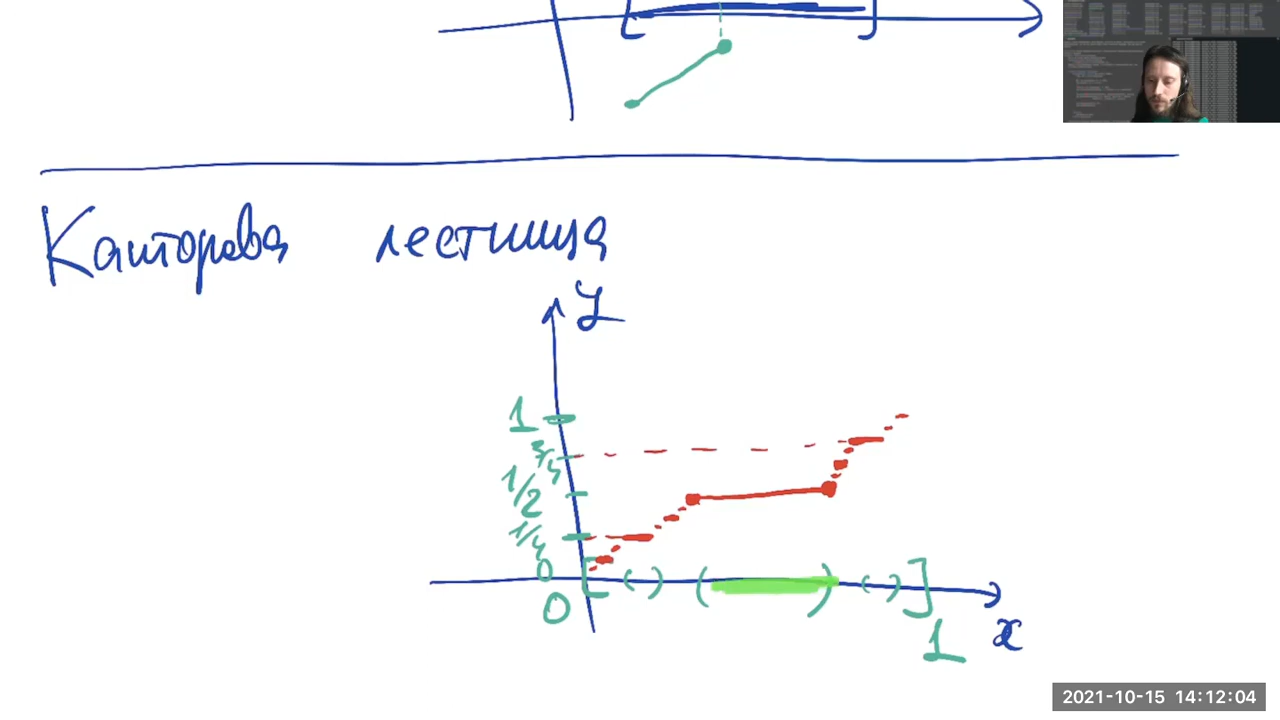 Канторова лестница
y
1
3/4
1/2
1/4
0
0
1
x
2021-10-15 14:12:04